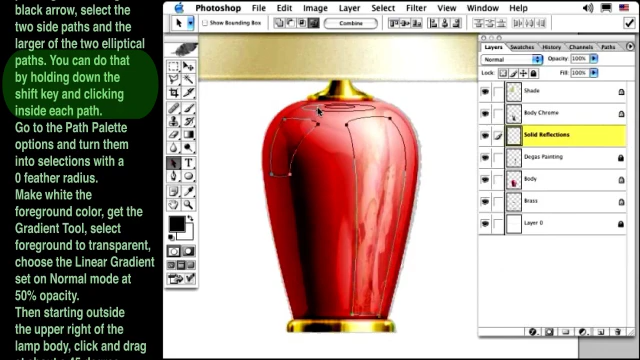 black arrow, select the
two side paths and the
larger of the two elliptical
paths. You can do that
by holding down the
shift key and clicking
inside each path.
Go to the Path Palette
options and turn them
into selections with a
0 feather radius.
Make white the
foreground color, get the
Gradient Tool, select
foreground to transparent,
choose the Linear Gradient
set on Normal mode at
50% opacity.
Then starting outside
the upper right of the
lamp body, click and drag
Photoshop File Edit Image Layer Select Filter View Window Help
Show Bounding Box
Combine
Layers Swatches History Channels Paths
Normal Opacity: 100%
Lock: Fill: 100%
Shade
Body Chrome
Solid Reflections
Degas Painting
Body
Brass
Layer 0